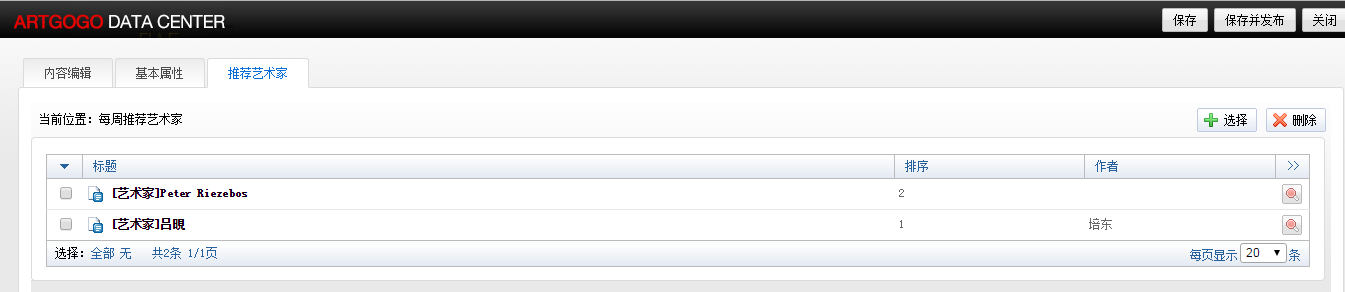 ARTGOGO DATA CENTER 保存 保存并发布 关闭
内容编辑 基本属性 推荐艺术家
当前位置：每周推荐艺术家 选择 删除
标题 排序 作者 >>
[艺术家]Peter Riezebos 2
[艺术家]吕晛 1 培东
选择：全部 无 共2条 1/1页 每页显示 20 条